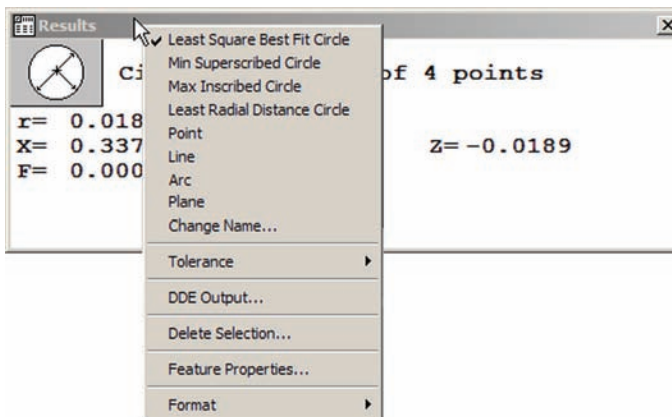 Results
Least Square Best Fit Circle
Min Superscribed Circle
of 4 points
Max Inscribed Circle
Least Radial Distance Circle
r= 0.018
Point
X= 0.337
Z= -0.0189
Line
F= 0.000
Arc
Plane
Change Name...
Tolerance
DDE Output...
Delete Selection...
Feature Properties...
Format